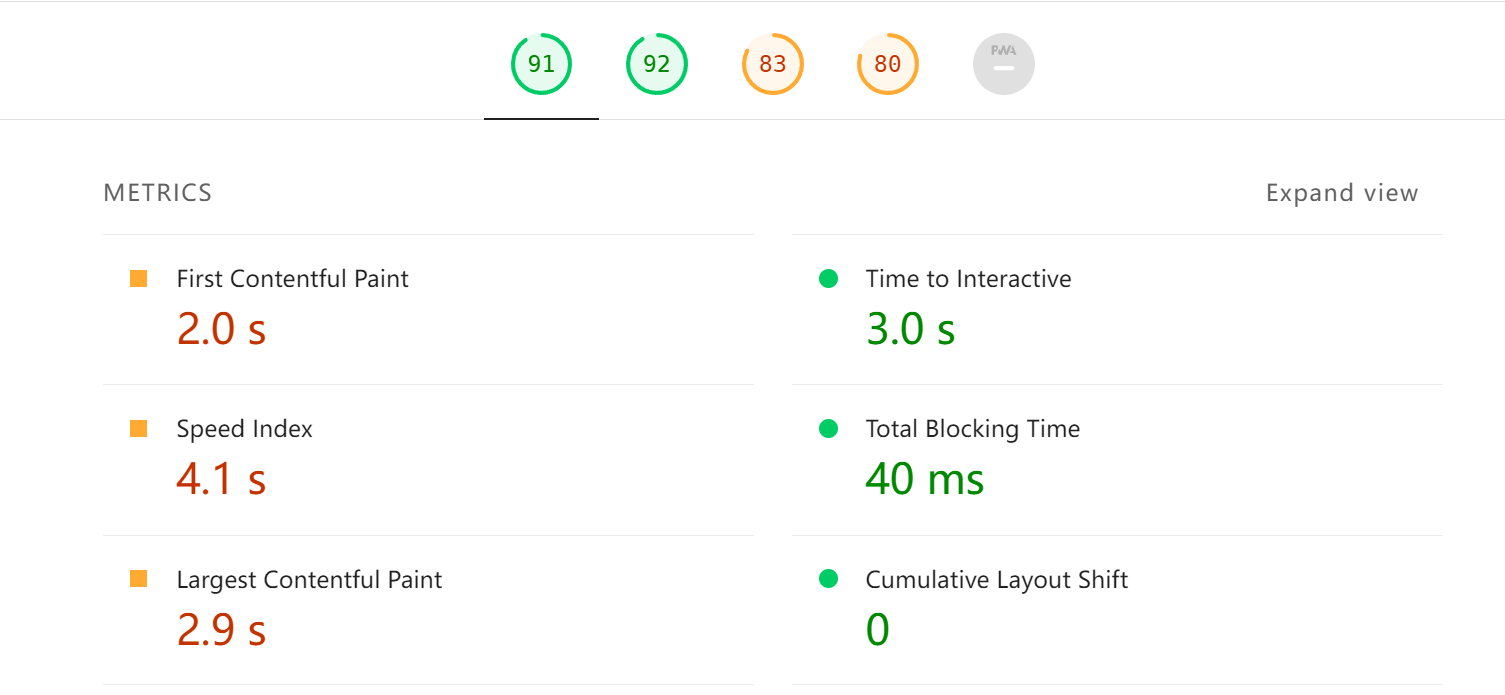 91 92 83 80 PWA
METRICS Expand view
First Contentful Paint
2.0 s
Time to Interactive
3.0 s
Speed Index
4.1 s
Total Blocking Time
40 ms
Largest Contentful Paint
2.9 s
Cumulative Layout Shift
0